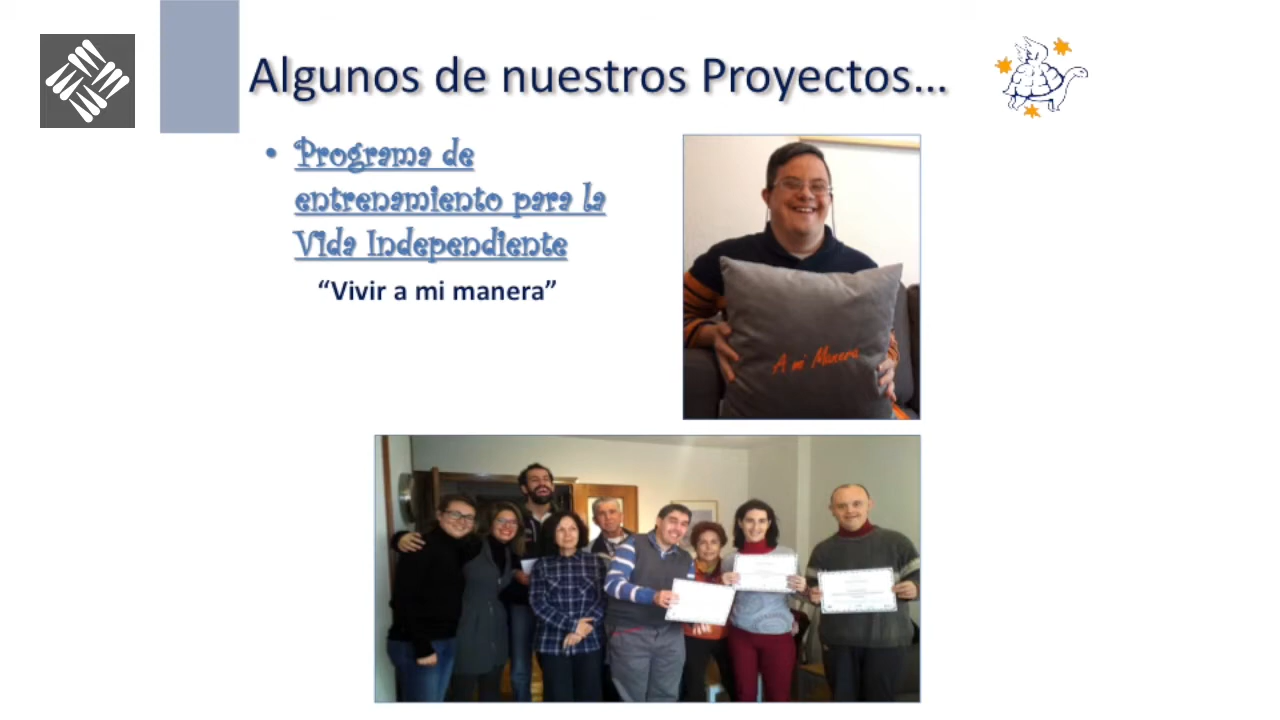 Algunos de nuestros Proyectos...
• Programa de
entrenamiento para la
Vida Independiente
“Vivir a mi manera”
A mi Manera